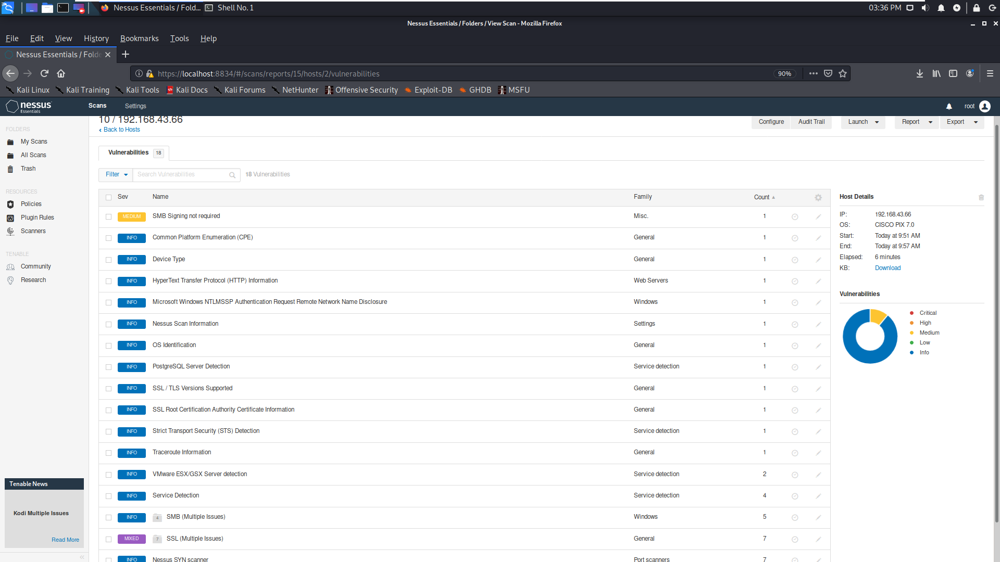 Nessus Essentials / Fold... Shell No. 1 03:36 PM
Nessus Essentials / Folders / View Scan - Mozilla Firefox
File Edit View History Bookmarks Tools Help
Nessus Essentials / Folde
https://localhost:8834/#/scans/reports/15/hosts/2/vulnerabilities 90%
Kali Linux Kali Training Kali Tools Kali Docs Kali Forums NetHunter Offensive Security Exploit-DB GHDB MSFU
nessus Essentials Scans Settings root
FOLDERS
My Scans
All Scans
Trash
RESOURCES
Policies
Plugin Rules
Scanners
TENABLE
Community
Research
Tenable News
Kodi Multiple Issues
Read More
10 / 192.168.43.66
Back to Hosts
Configure Audit Trail Launch Report Export
Vulnerabilities 18
Filter Search Vulnerabilities 18 Vulnerabilities
Sev Name Family Count
MEDIUM SMB Signing not required Misc. 1
INFO Common Platform Enumeration (CPE) General 1
INFO Device Type General 1
INFO HyperText Transfer Protocol (HTTP) Information Web Servers 1
INFO Microsoft Windows NTLMSSP Authentication Request Remote Network Name Disclosure Windows 1
INFO Nessus Scan Information Settings 1
INFO OS Identification General 1
INFO PostgreSQL Server Detection Service detection 1
INFO SSL / TLS Versions Supported General 1
INFO SSL Root Certification Authority Certificate Information General 1
INFO Strict Transport Security (STS) Detection Service detection 1
INFO Traceroute Information General 1
INFO VMware ESX/GSX Server detection Service detection 2
INFO Service Detection Service detection 4
INFO 4 SMB (Multiple Issues) Windows 5
MIXED 7 SSL (Multiple Issues) General 7
INFO Nessus SYN scanner Port scanners 7
Host Details
IP: 192.168.43.66
OS: CISCO PIX 7.0
Start: Today at 9:51 AM
End: Today at 9:57 AM
Elapsed: 6 minutes
KB: Download
Vulnerabilities
Critical
High
Medium
Low
Info